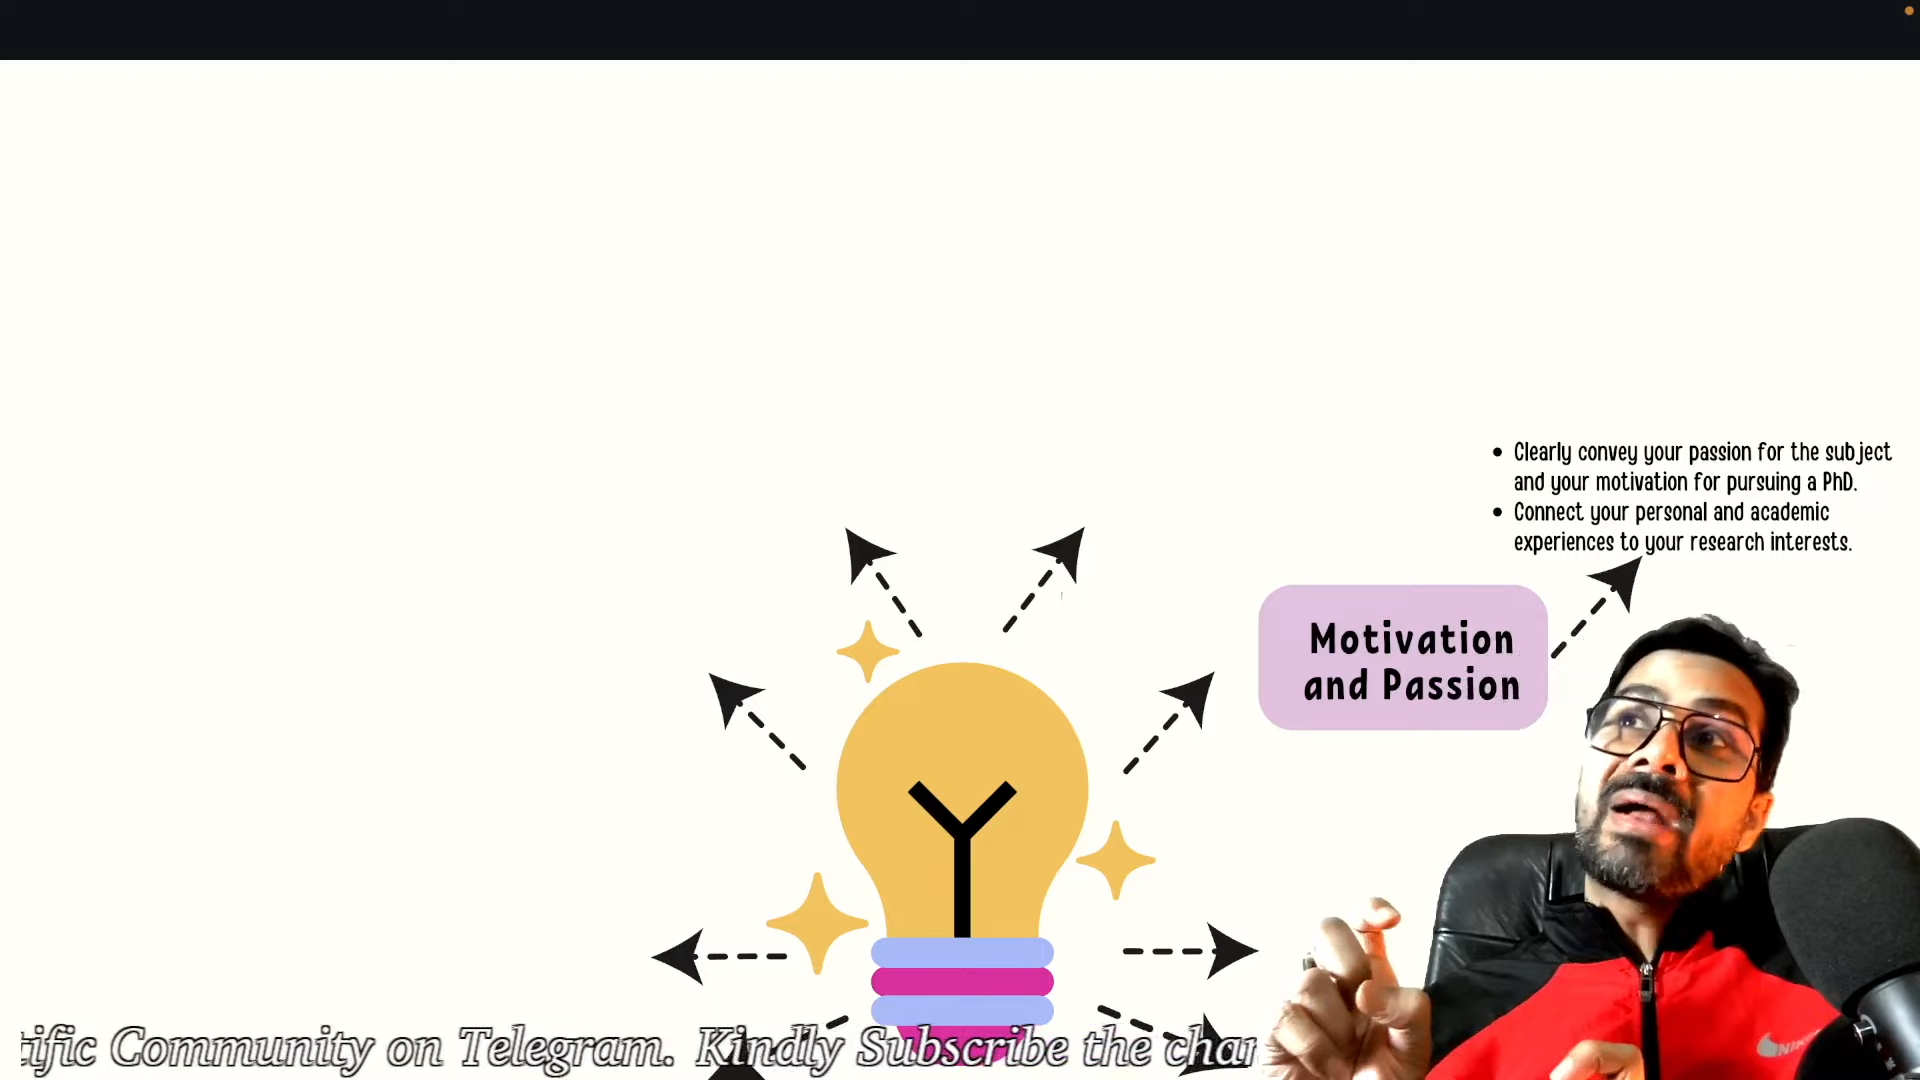 Clearly convey your passion for the subject
and your motivation for pursuing a PhD.
Connect your personal and academic
experiences to your research interests.
Motivation
and Passion
Community on Telegram. Kindly Subscribe the